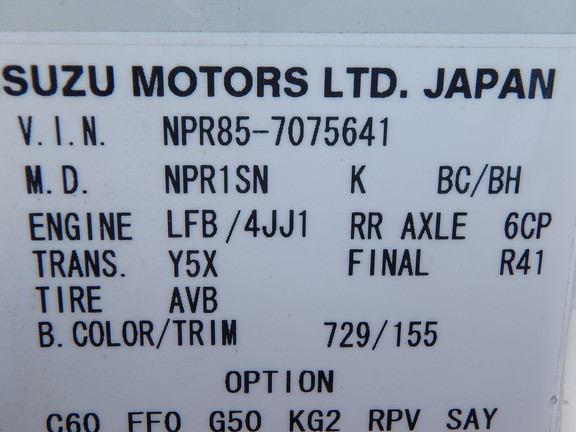 SUZU MOTORS LTD. JAPAN
V.I.N. NPR85-7075641
M.D. NPR1SN K BC/BH
ENGINE LFB/4JJ1 RR AXLE 6CP
TRANS. Y5X FINAL R41
TIRE AVB
B.COLOR/TRIM 729/155
OPTION
C60 FF0 G50 KG2 RPV SAY